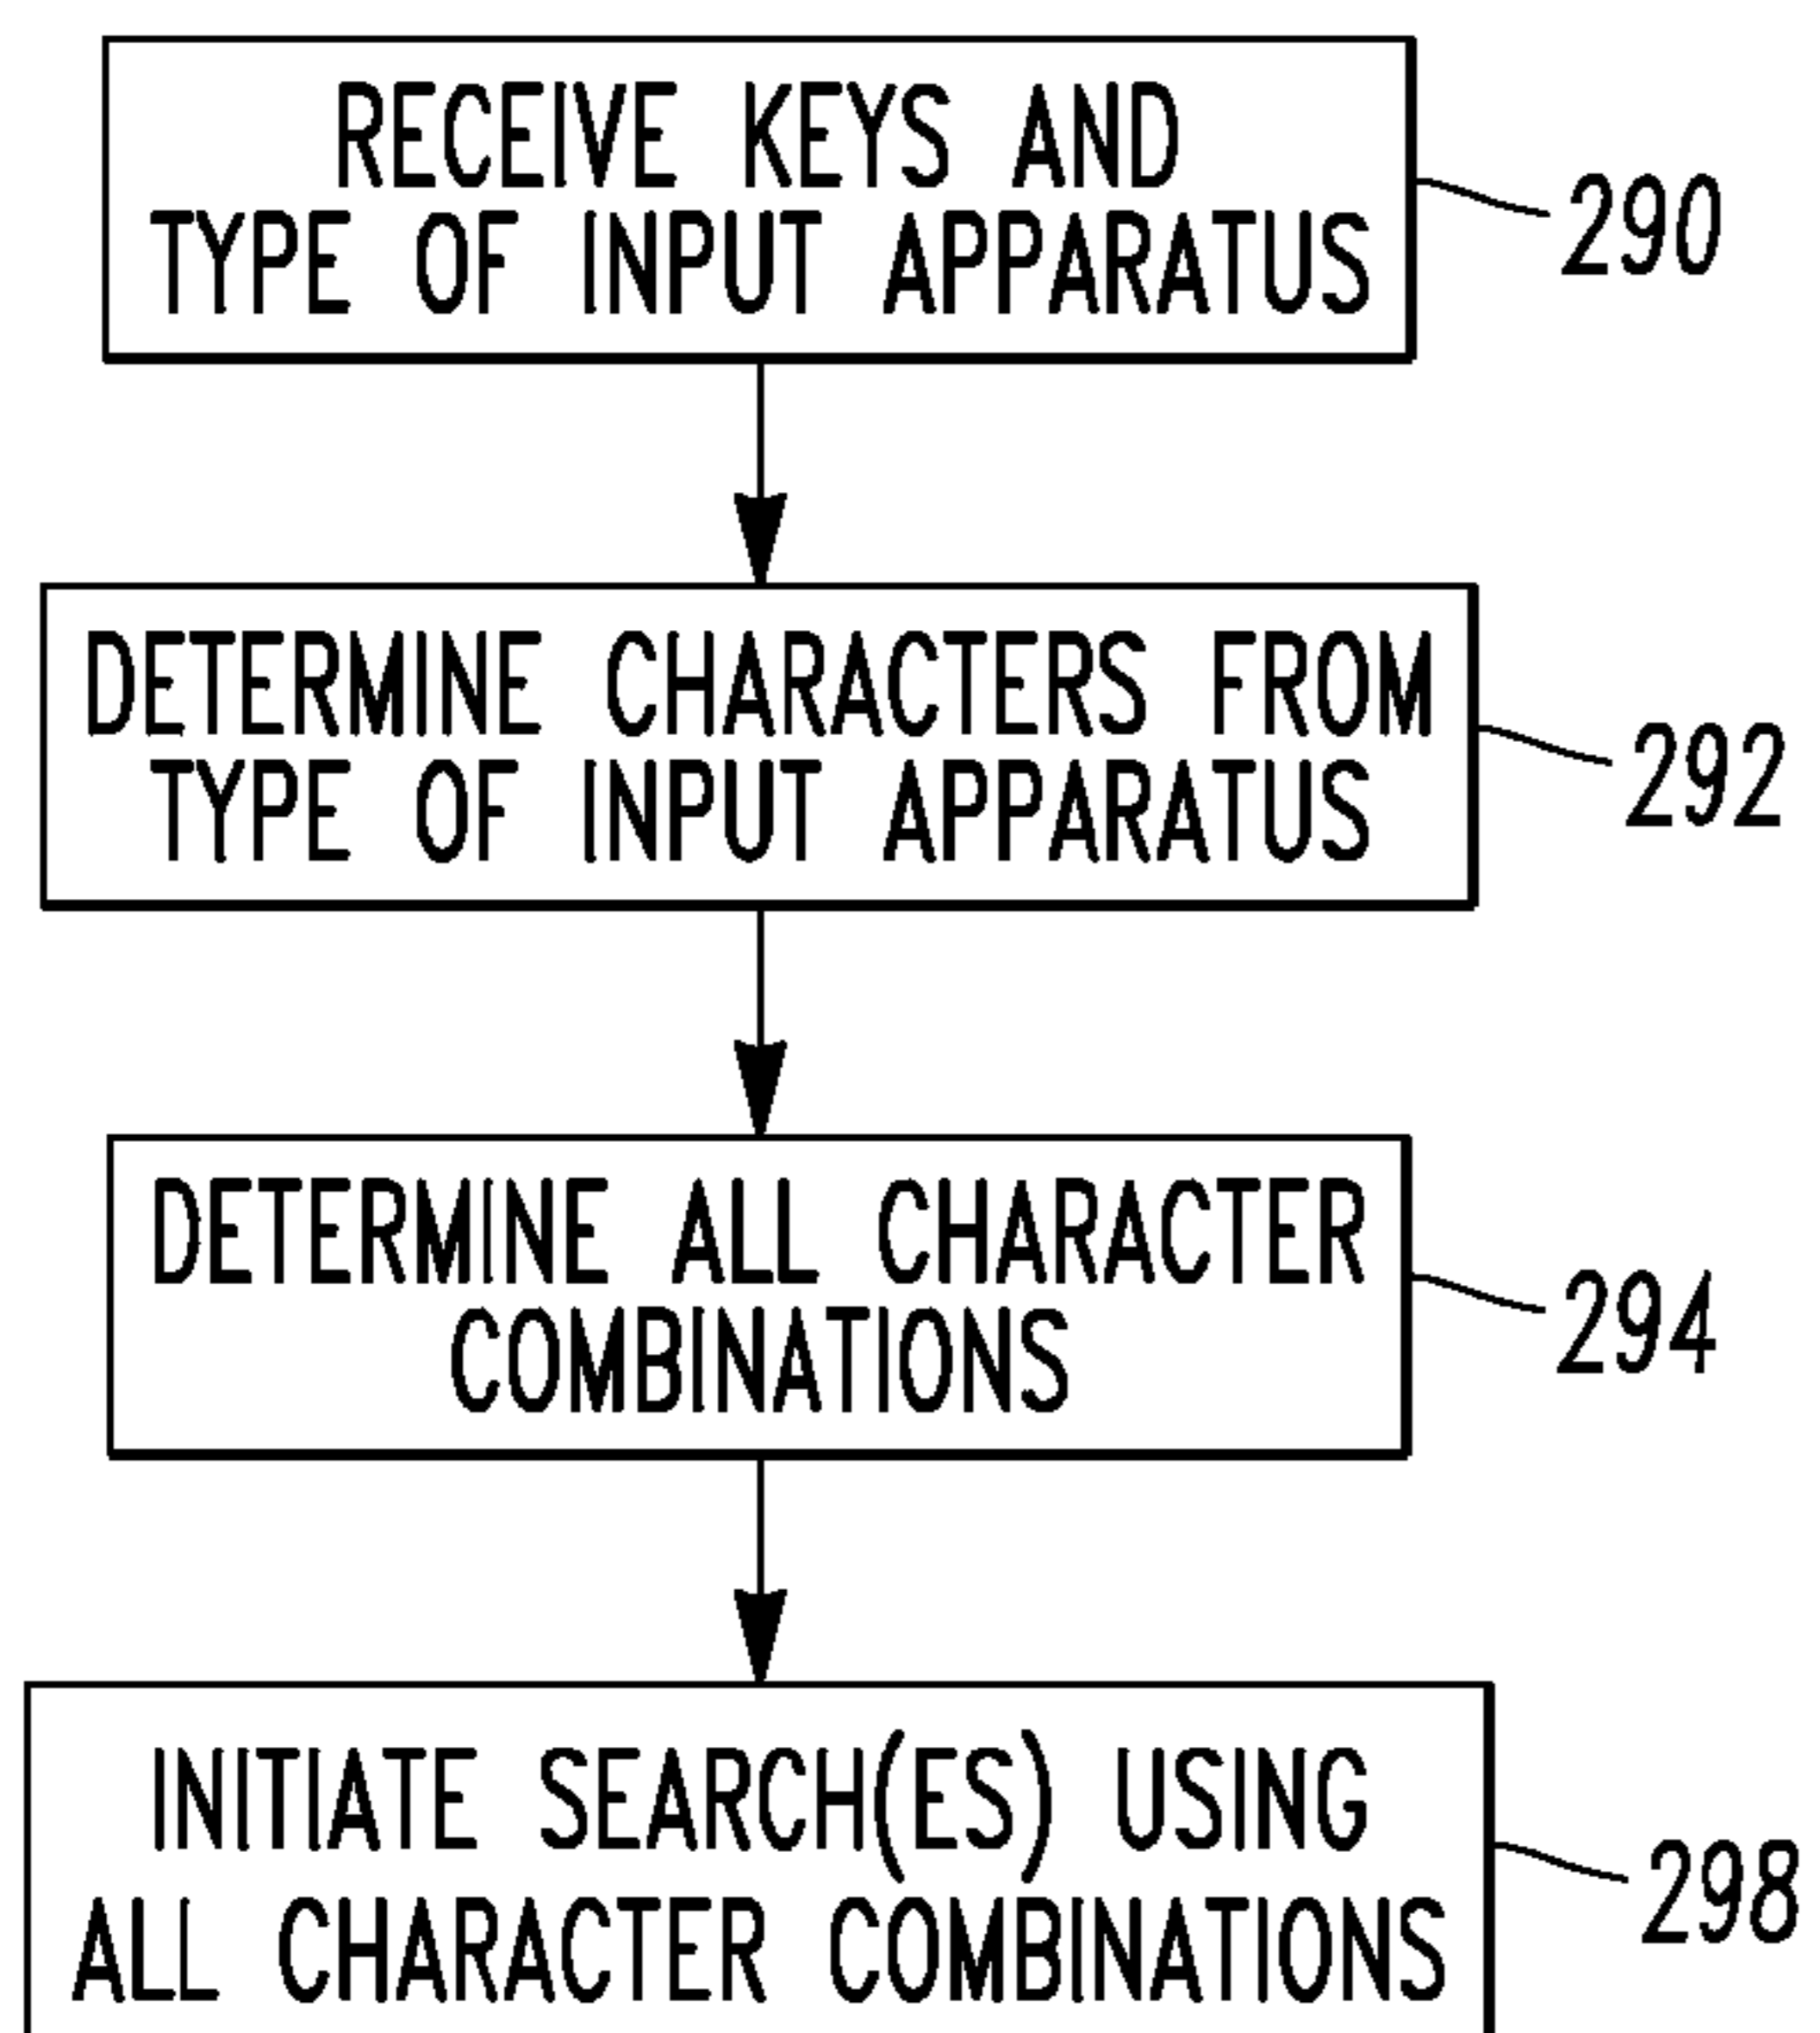 RECEIVE KEYS AND
TYPE OF INPUT APPARATUS
290
DETERMINE CHARACTERS FROM
TYPE OF INPUT APPARATUS
292
DETERMINE ALL CHARACTER
COMBINATIONS
294
INITIATE SEARCH(ES) USING
ALL CHARACTER COMBINATIONS
298